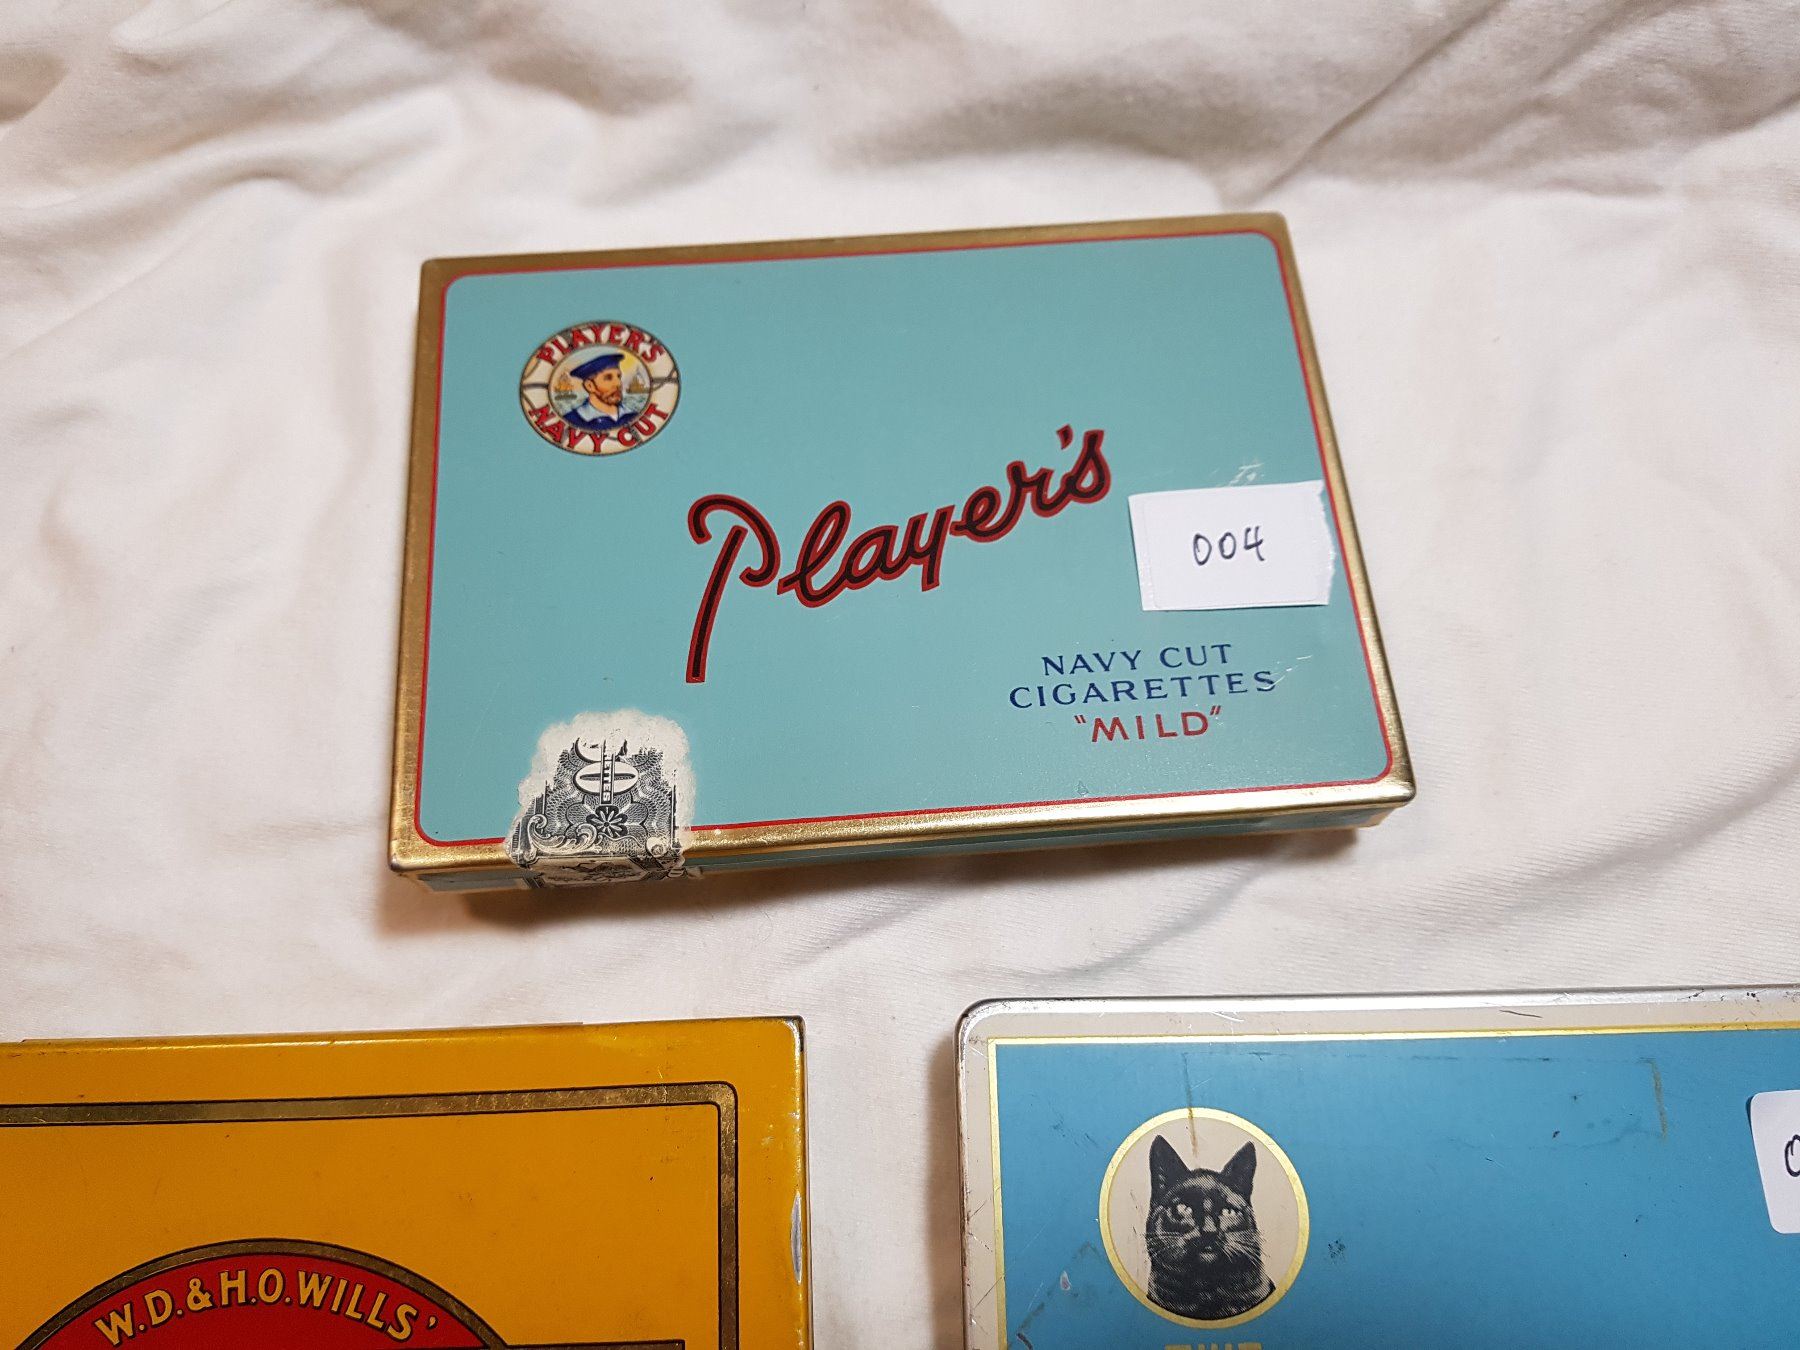 PLAYER'S
NAVY CUT
Player's
004
NAVY CUT
CIGARETTES
"MILD"
W.D. & H.O. WILLS'